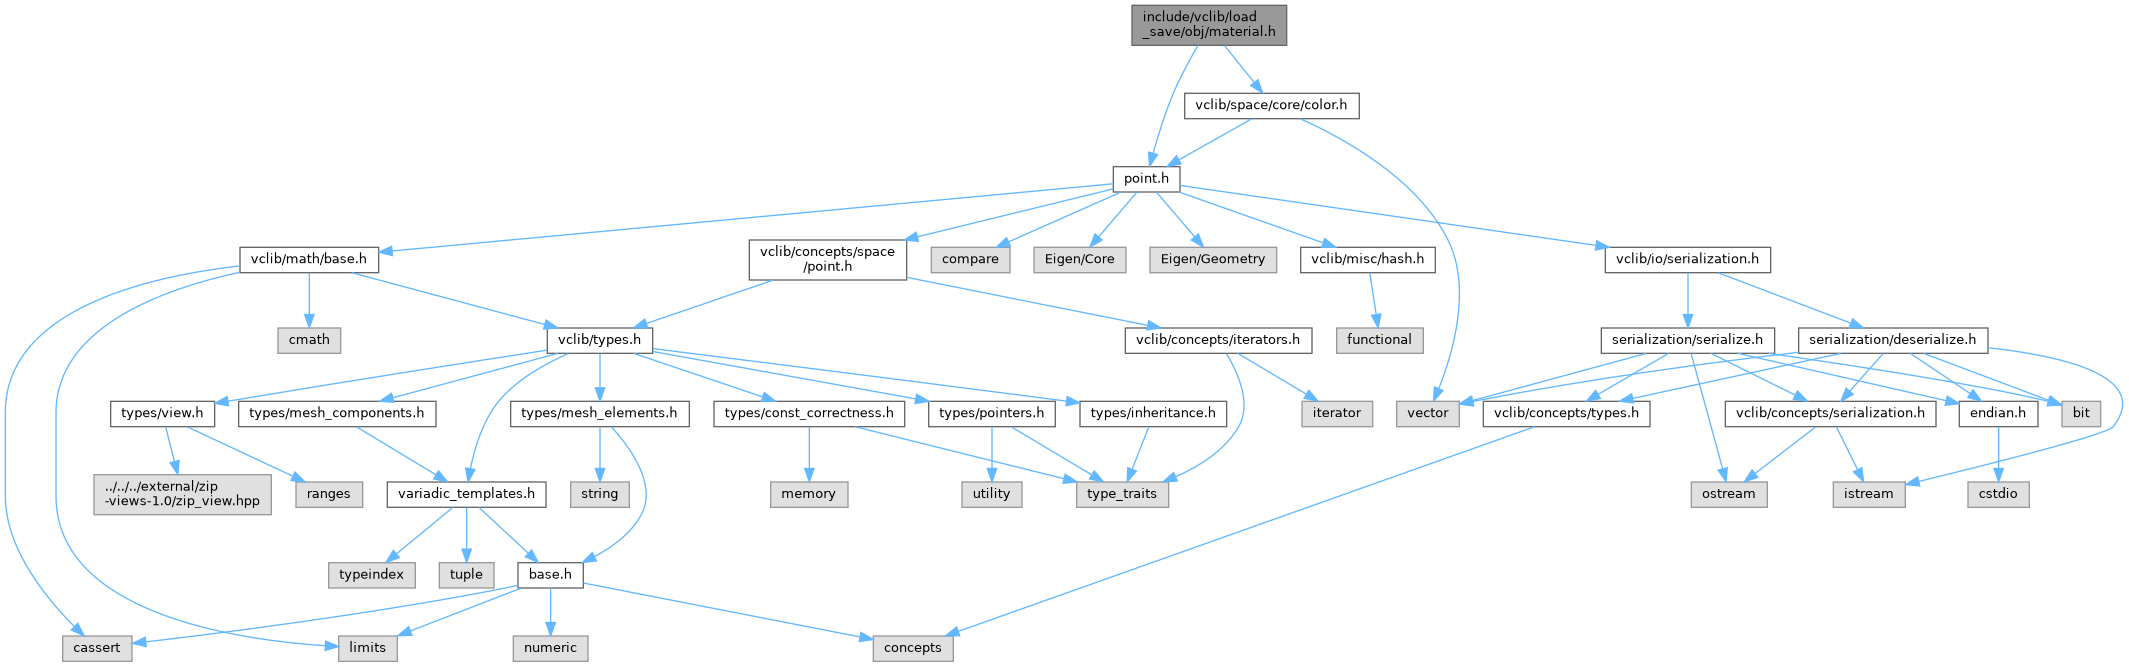 include/vclib/load
_save/obj/material.h
vclib/space/core/color.h
point.h
vclib/math/base.h
vclib/concepts/space
/point.h
compare
Eigen/Core
Eigen/Geometry
vclib/misc/hash.h
vclib/io/serialization.h
cmath
vclib/types.h
vclib/concepts/iterators.h
functional
serialization/serialize.h
serialization/deserialize.h
types/view.h
types/mesh_components.h
types/mesh_elements.h
types/const_correctness.h
types/pointers.h
types/inheritance.h
iterator
vector
vclib/concepts/types.h
vclib/concepts/serialization.h
endian.h
bit
../../../external/zip
-views-1.0/zip_view.hpp
ranges
variadic_templates.h
string
memory
utility
type_traits
ostream
istream
cstdio
typeindex
tuple
base.h
cassert
limits
numeric
concepts